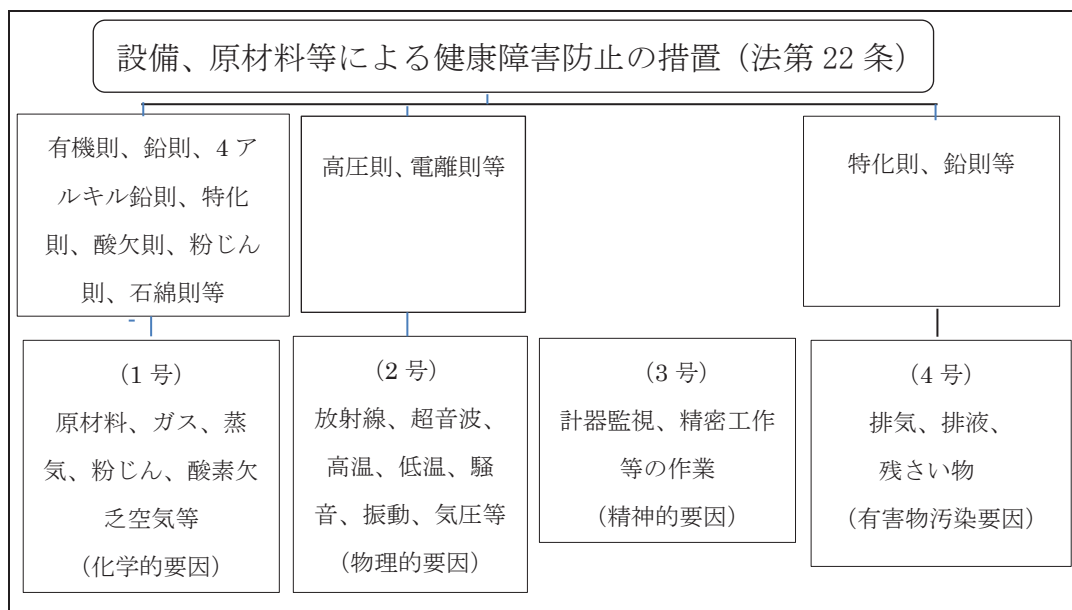 設備、原材料等による健康障害防止の措置（法第 22 条）
有機則、鉛則、4ア
ルキル鉛則、特化
則、酸欠則、粉じん
則、石綿則等
高圧則、電離則等
特化則、鉛則等
（1 号）
原材料、ガス、蒸
気、粉じん、酸素欠
乏空気等
（化学的要因）
（2 号）
放射線、超音波、
高温、低温、騒
音、振動、気圧等
（物理的要因）
（3 号）
計器監視、精密工作
等の作業
（精神的要因）
（4 号）
排気、排液、
残さい物
（有害物汚染要因）